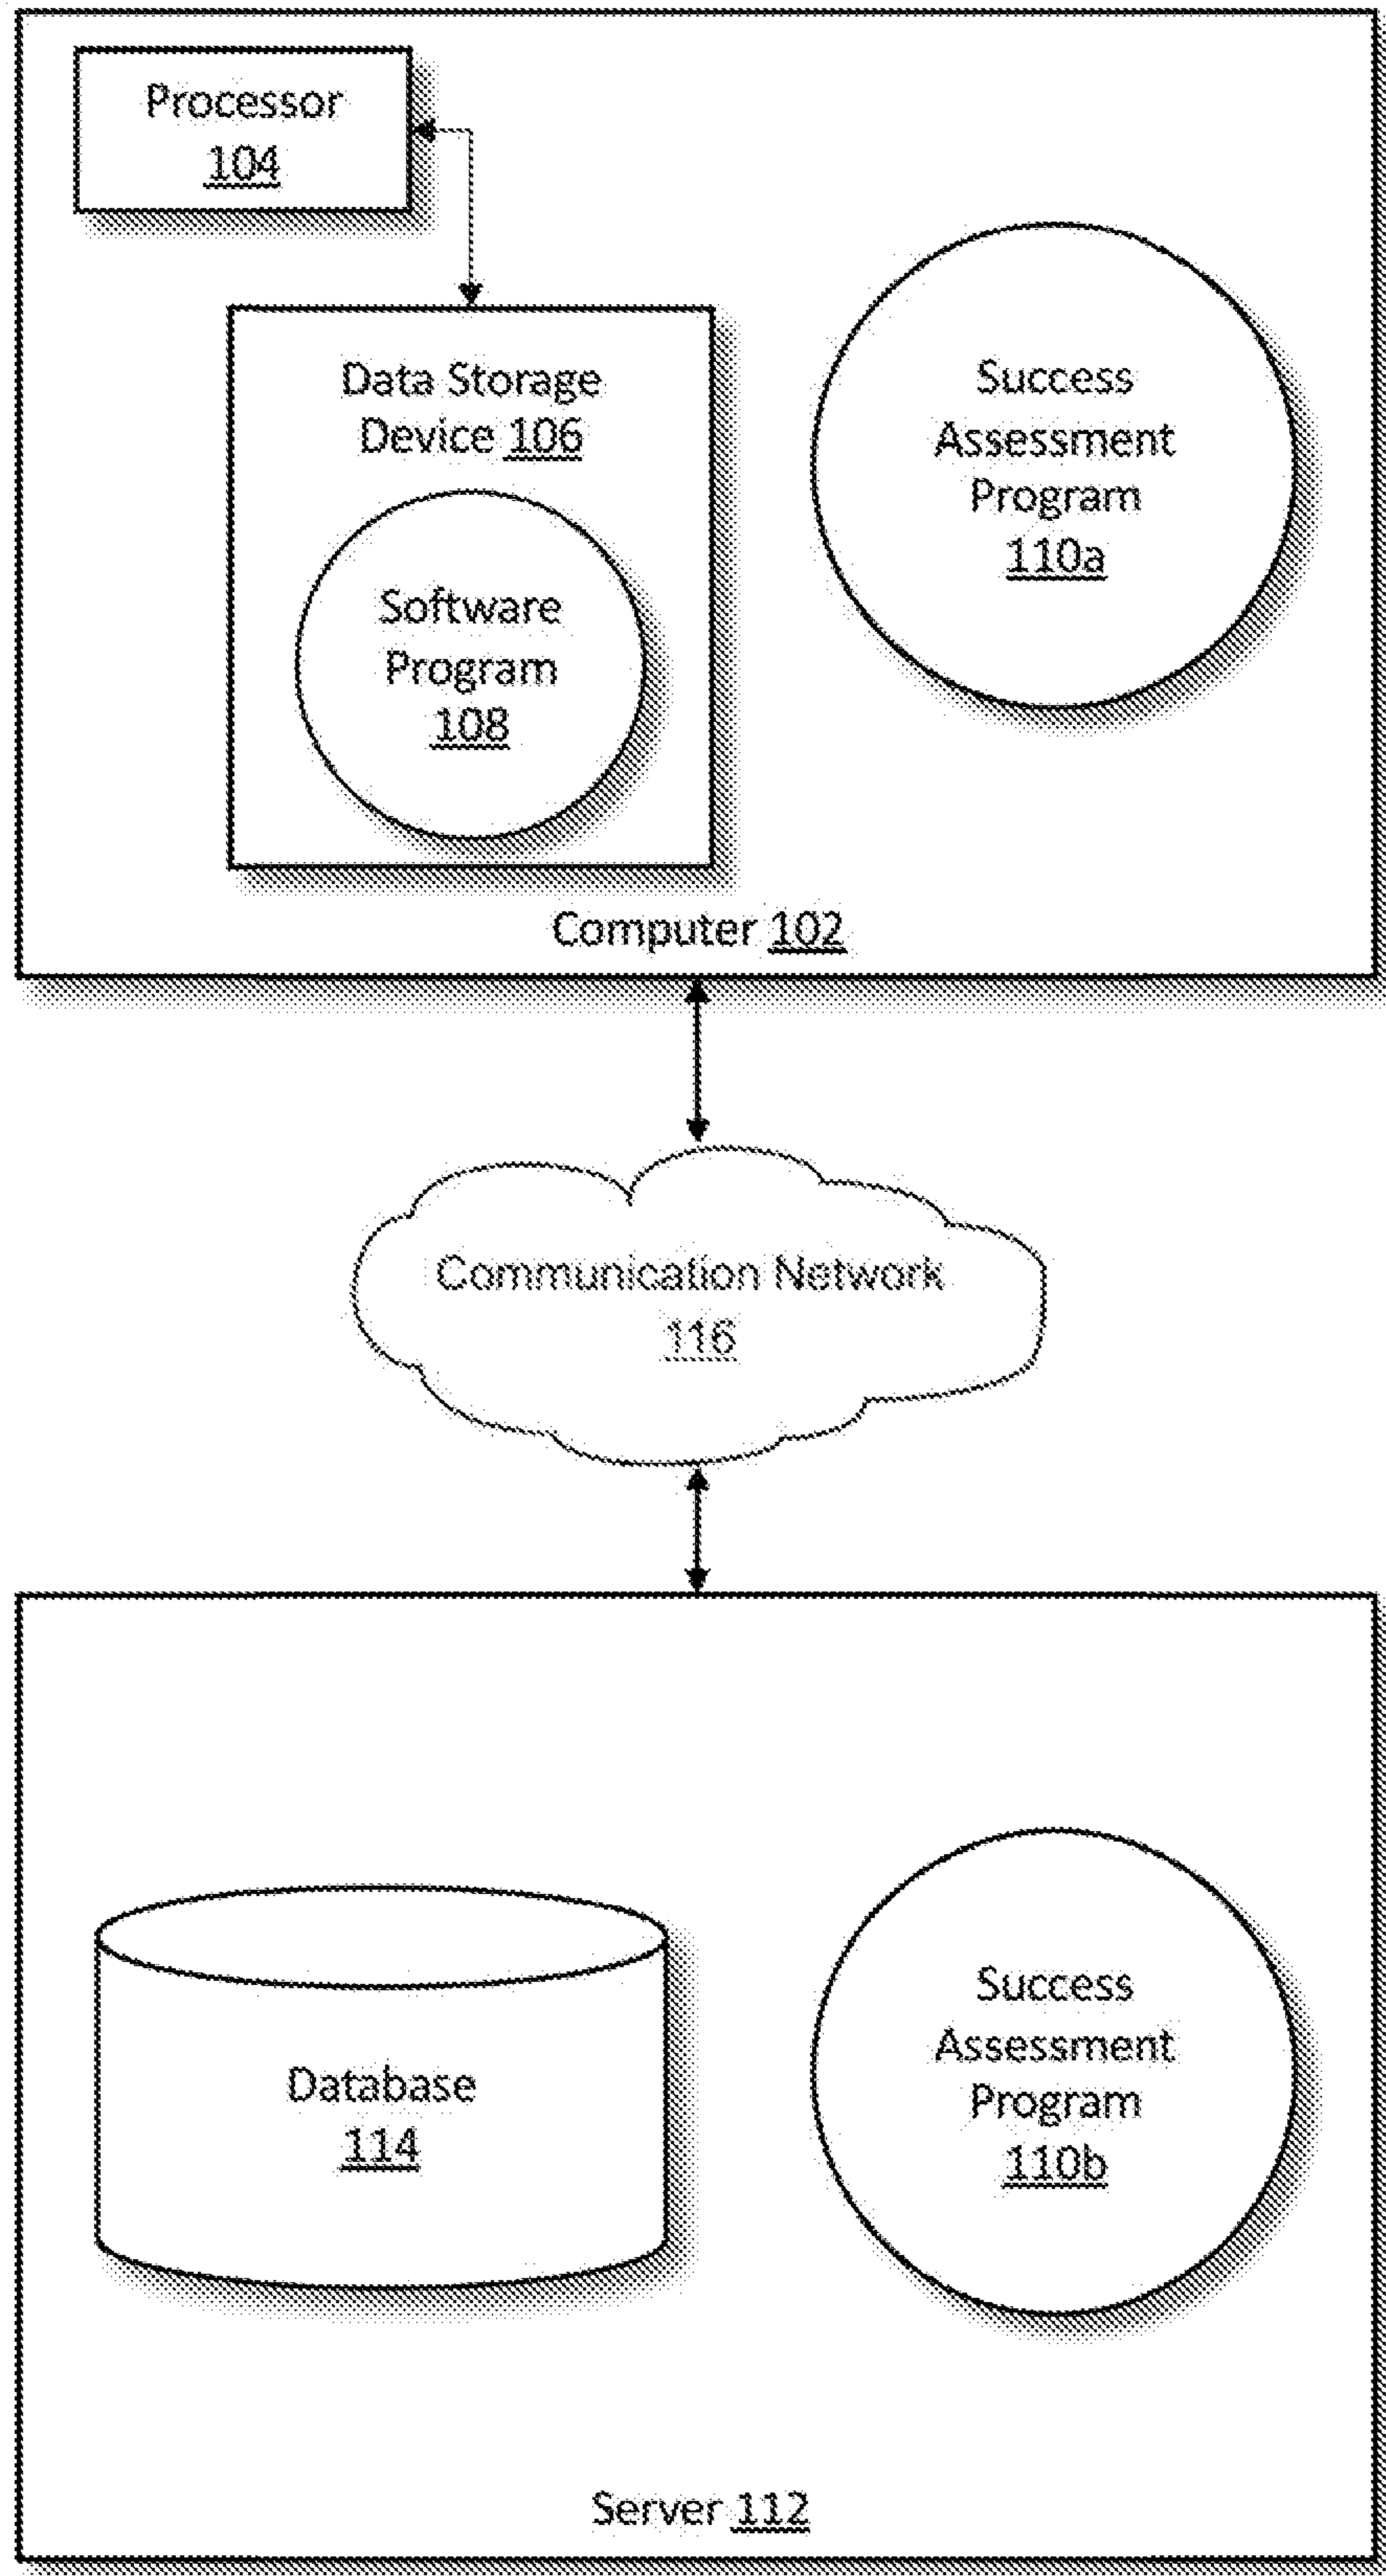 Processor
104
Data Storage
Device 106
Software
Program
108
Success
Assessment
Program
110a
Computer 102
Communication Network
116
Database
114
Success
Assessment
Program
110b
Server 112